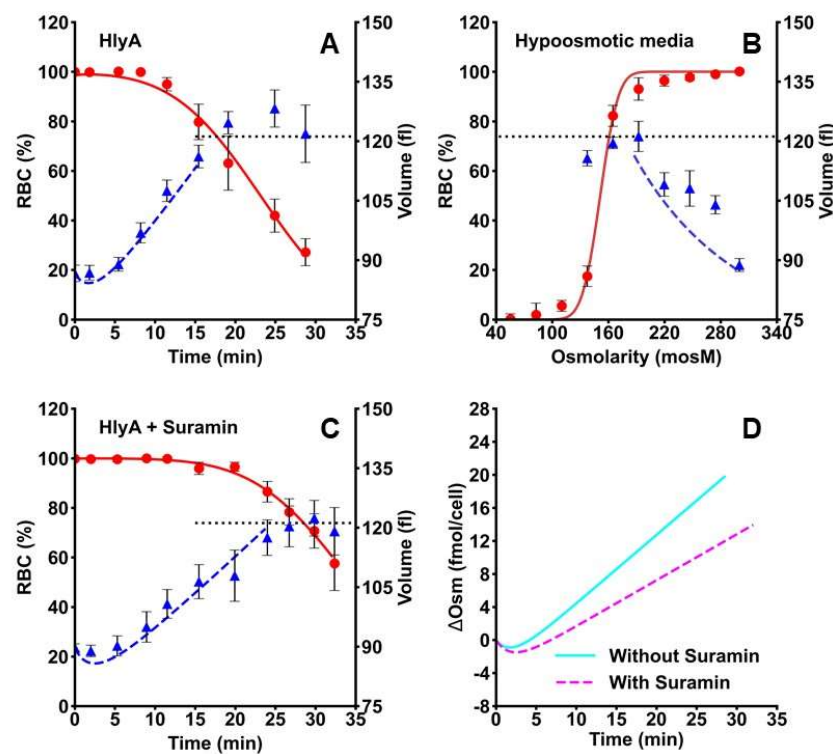 HlyA
A
120
100
80
60
40
20
0
RBC (%)
150
135
121
105
90
75
Volume (fl)
0 5 10 15 20 25 30 35
Time (min)
Hypoosmotic media
B
120
100
80
60
40
20
0
RBC (%)
150
135
121
105
90
75
Volume (fl)
40 100 160 220 280 340
Osmolarity (mosM)
HlyA + Suramin
C
120
100
80
60
40
20
0
RBC (%)
150
135
120
105
90
75
Volume (fl)
0 5 10 15 20 25 30 35
Time (min)
D
28
24
20
16
12
8
4
0
-4
-8
ΔOsm (fmol/cell)
Without Suramin
With Suramin
0 5 10 15 20 25 30 35
Time (min)